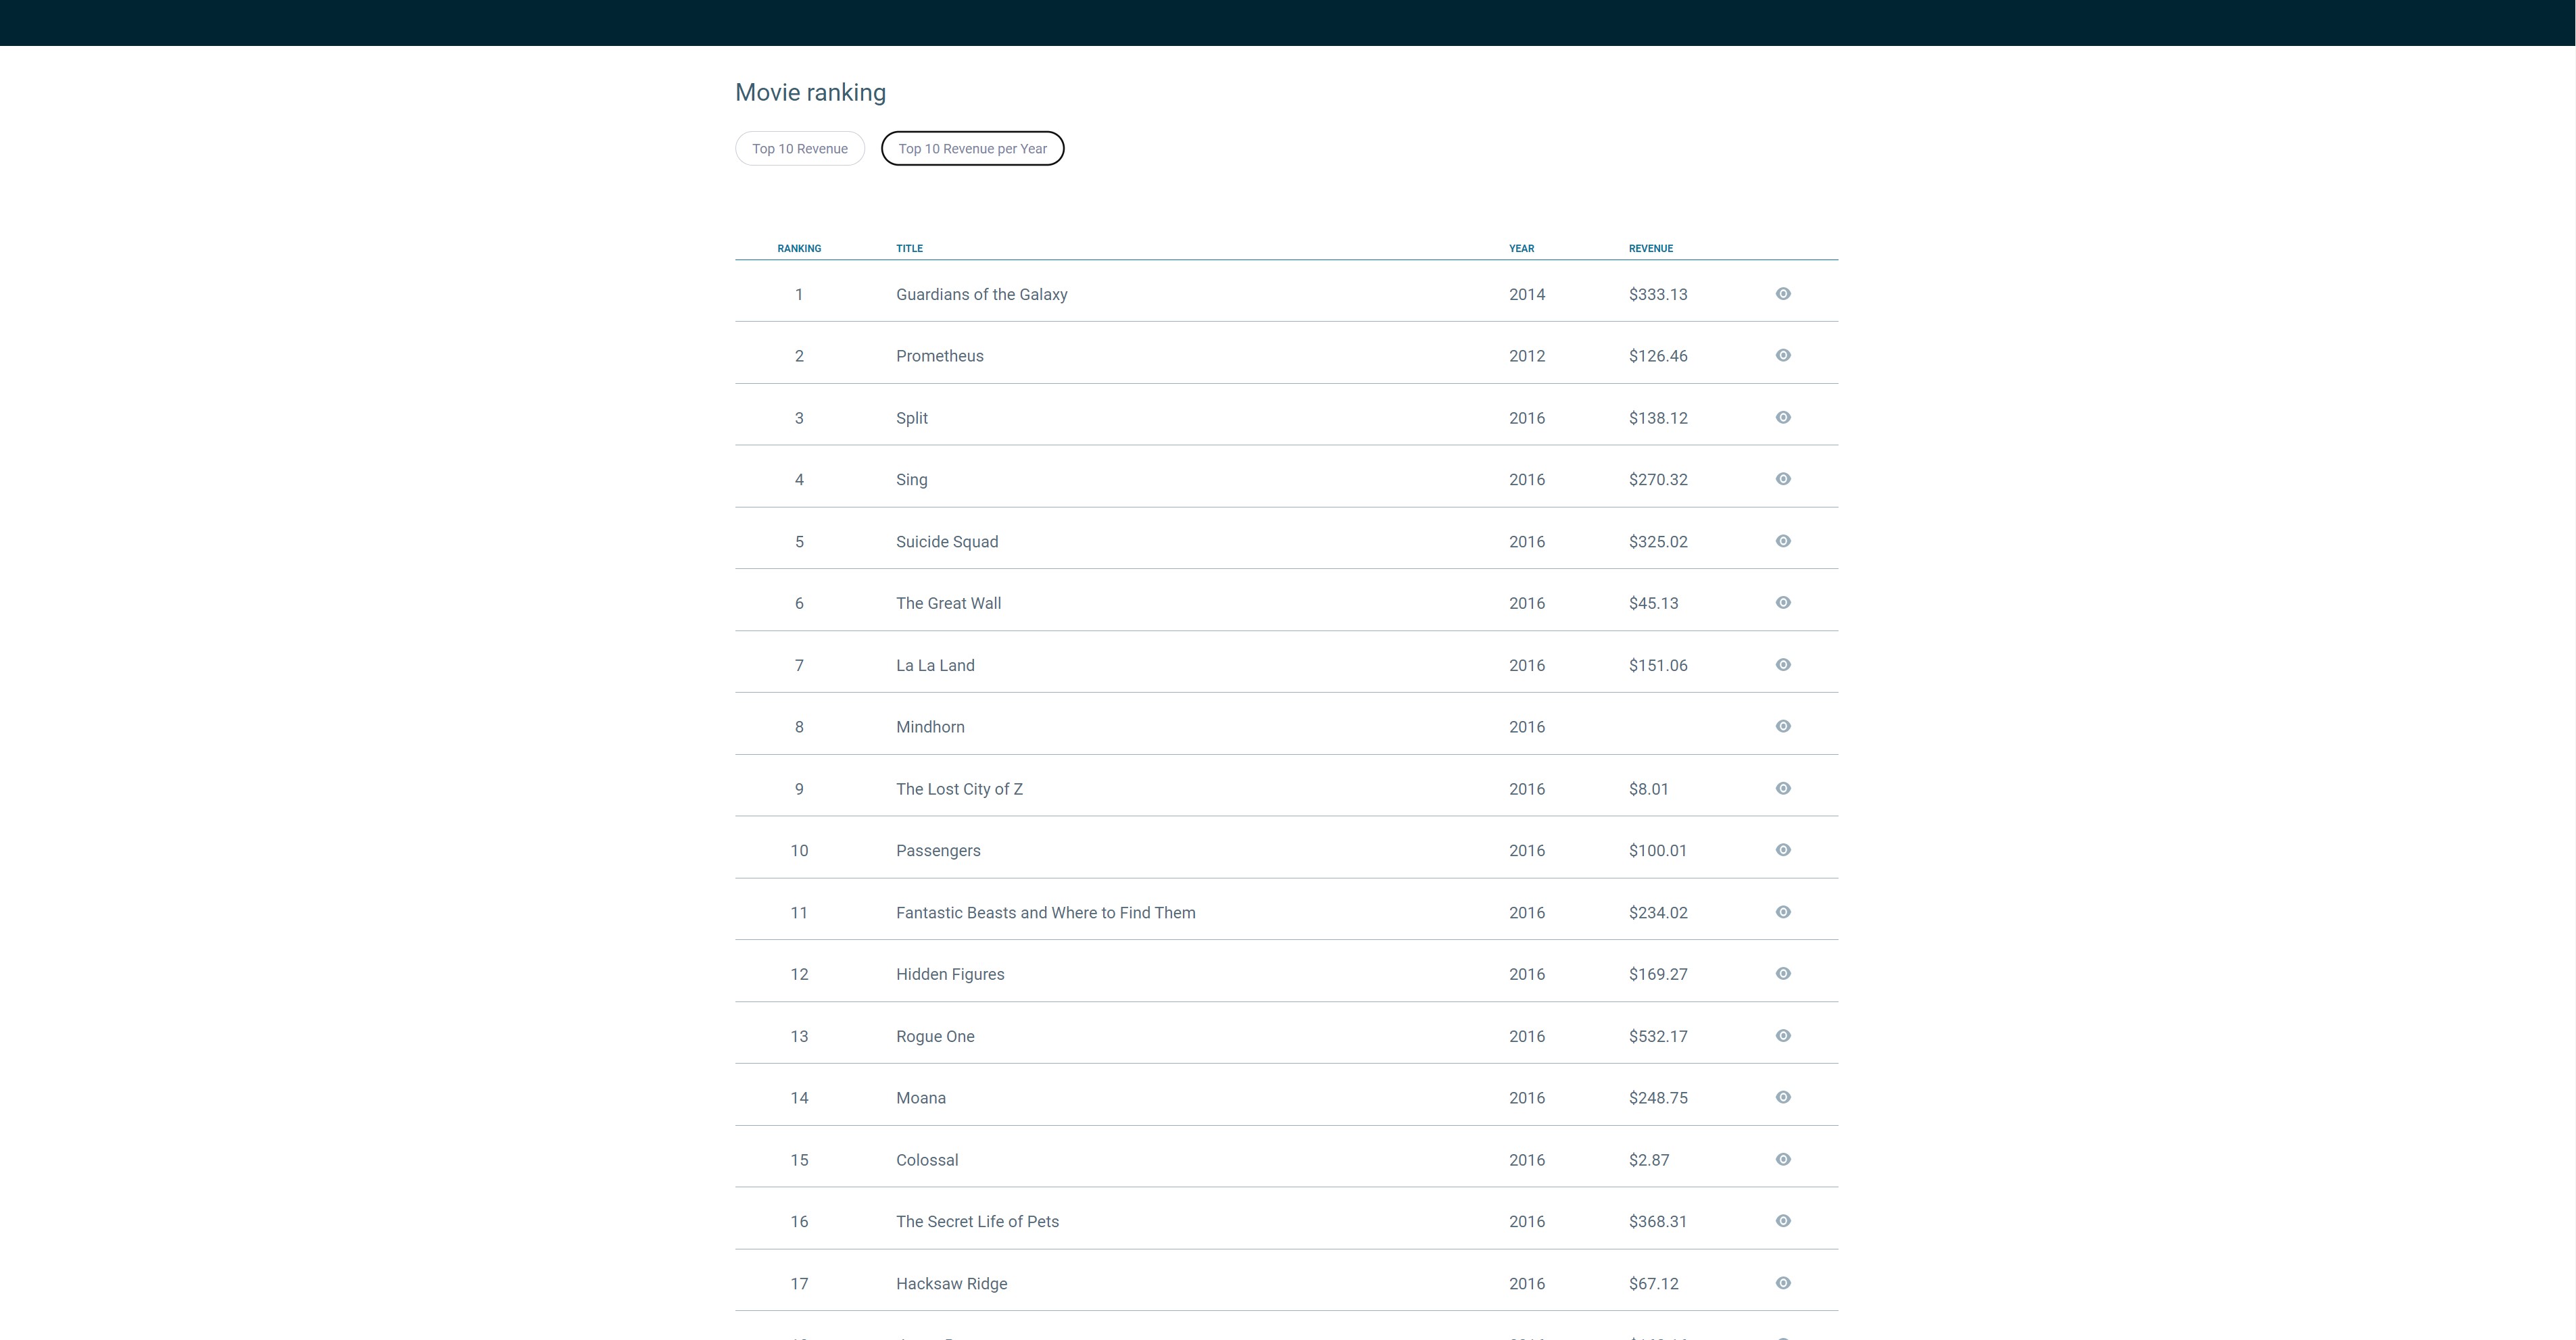 Movie ranking
Top 10 Revenue Top 10 Revenue per Year
RANKING TITLE YEAR REVENUE
1 Guardians of the Galaxy 2014 $333.13
2 Prometheus 2012 $126.46
3 Split 2016 $138.12
4 Sing 2016 $270.32
5 Suicide Squad 2016 $325.02
6 The Great Wall 2016 $45.13
7 La La Land 2016 $151.06
8 Mindhorn 2016
9 The Lost City of Z 2016 $8.01
10 Passengers 2016 $100.01
11 Fantastic Beasts and Where to Find Them 2016 $234.02
12 Hidden Figures 2016 $169.27
13 Rogue One 2016 $532.17
14 Moana 2016 $248.75
15 Colossal 2016 $2.87
16 The Secret Life of Pets 2016 $368.31
17 Hacksaw Ridge 2016 $67.12